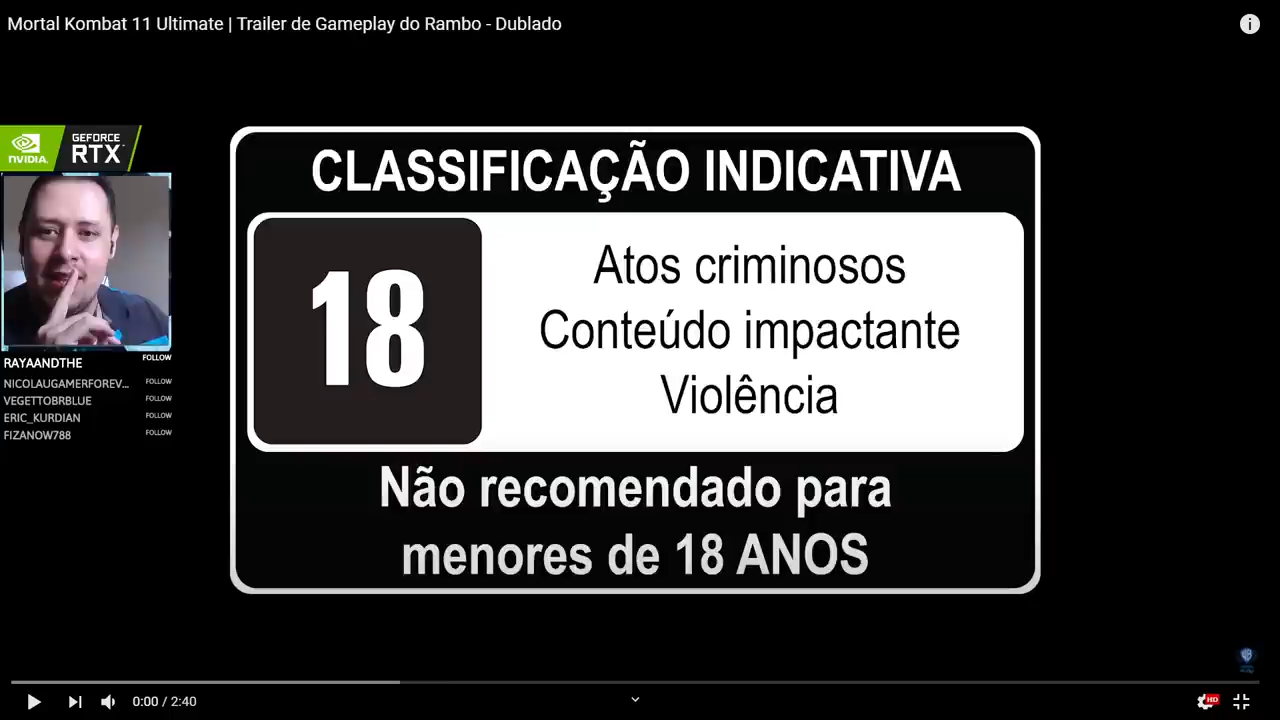 Mortal Kombat 11 Ultimate | Trailer de Gameplay do Rambo - Dublado
NVIDIA.
GEFORCE
RTX
CLASSIFICAÇÃO INDICATIVA
18
Atos criminosos
Conteúdo impactante
Violência
Não recomendado para
menores de 18 ANOS
RAYAANDTHE FOLLOW
NICOLAUGAMERFOREV... FOLLOW
VEGETTOBRBLUE FOLLOW
ERIC_KURDIAN FOLLOW
FIZANOW788 FOLLOW
0:00 / 2:40
HD